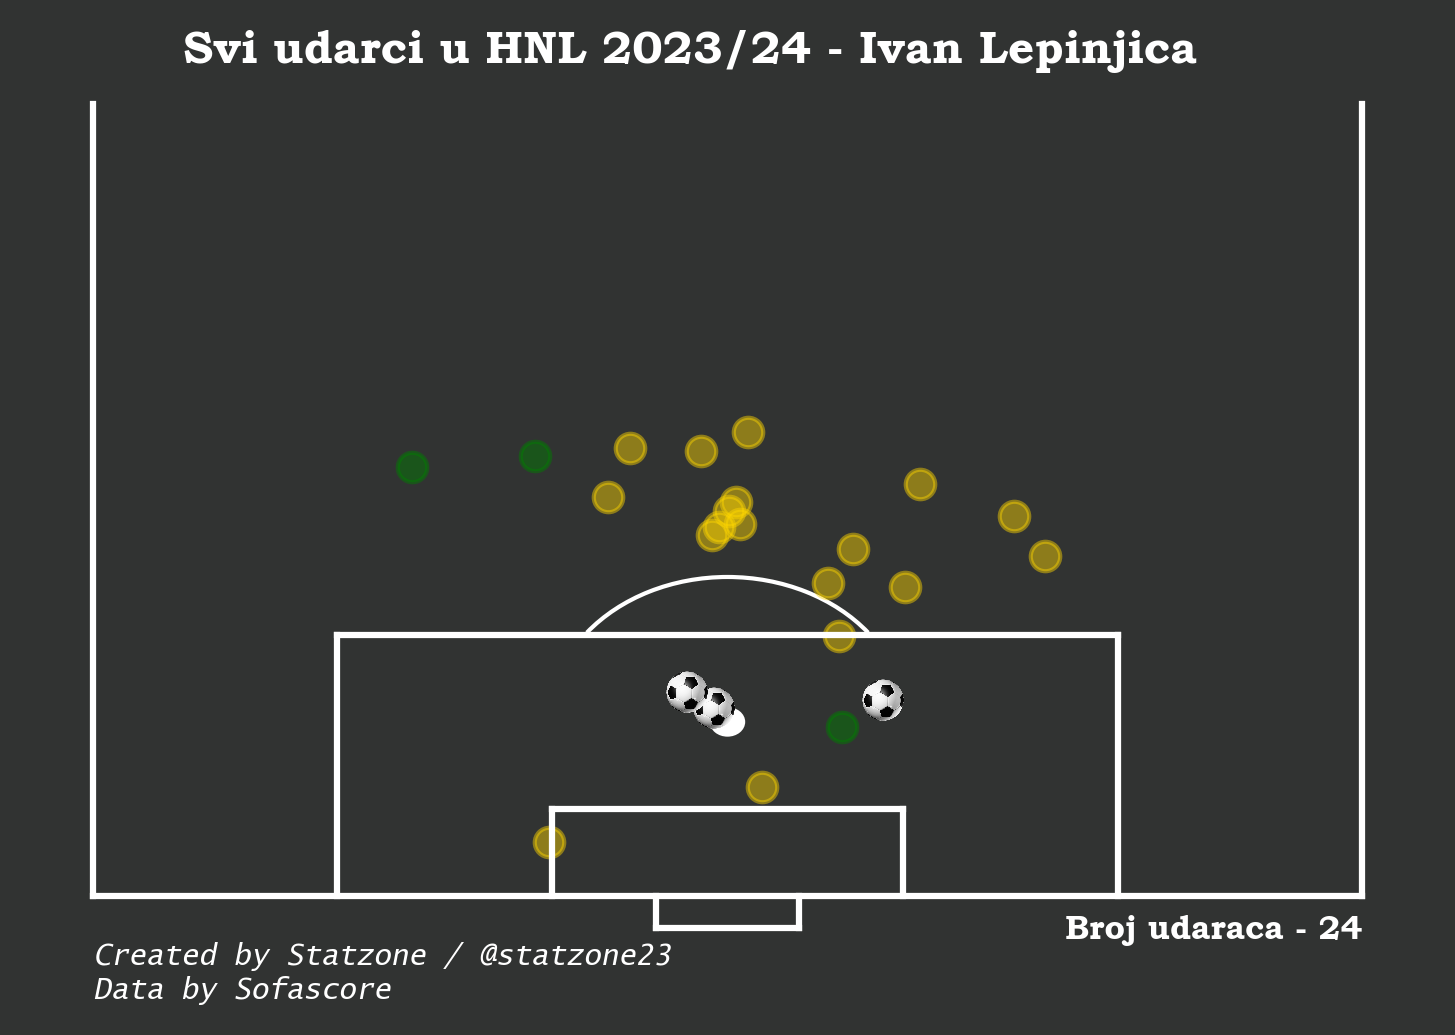 Svi udarci u HNL 2023/24 - Ivan Lepinjica
Broj udaraca - 24
Created by Statzone / @statzone23
Data by Sofascore